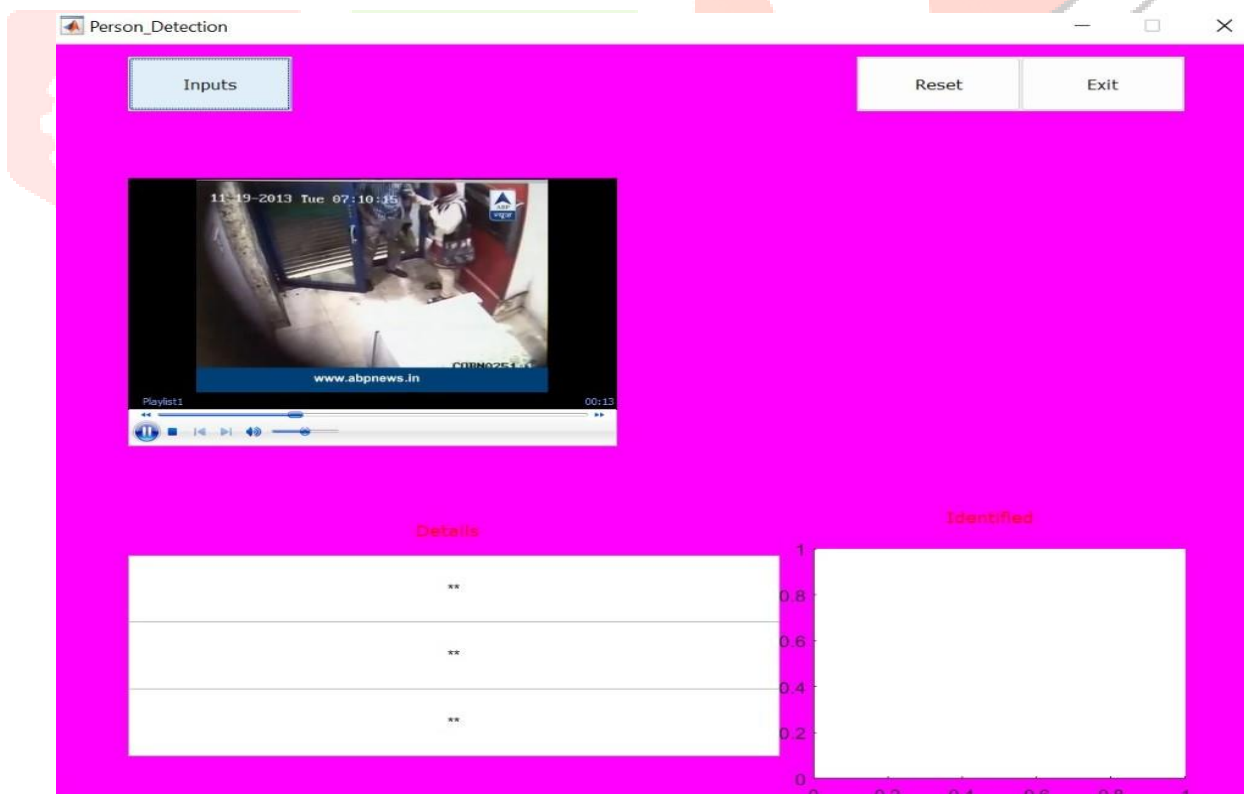 Person_Detection
Inputs
Reset
Exit
11-19-2013 Tue 07:10:15
ABP
न्यूज़
www.abpnews.in
Playlist1
00:13
Details
Identified
**
**
**
1
0.8
0.6
0.4
0.2
0